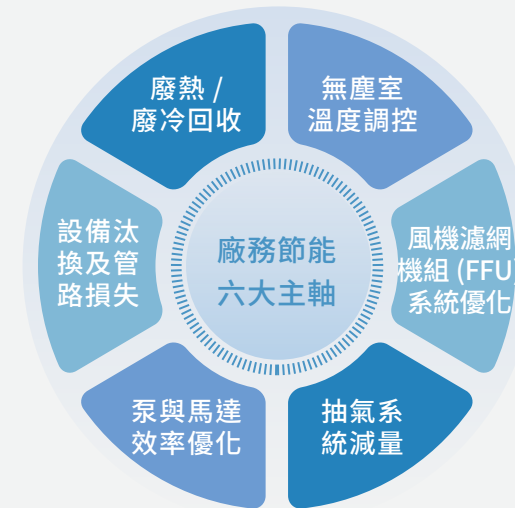 廢熱 /
廢冷回收
無塵室
溫度調控
設備汰
換及管
路損失
廠務節能
六大主軸
風機濾網
機組 (FFU)
系統優化
泵與馬達
效率優化
抽氣系
統減量